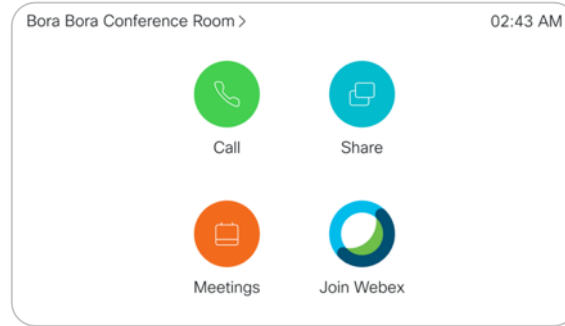 Bora Bora Conference Room >
02:43 AM
Call
Share
Meetings
Join Webex